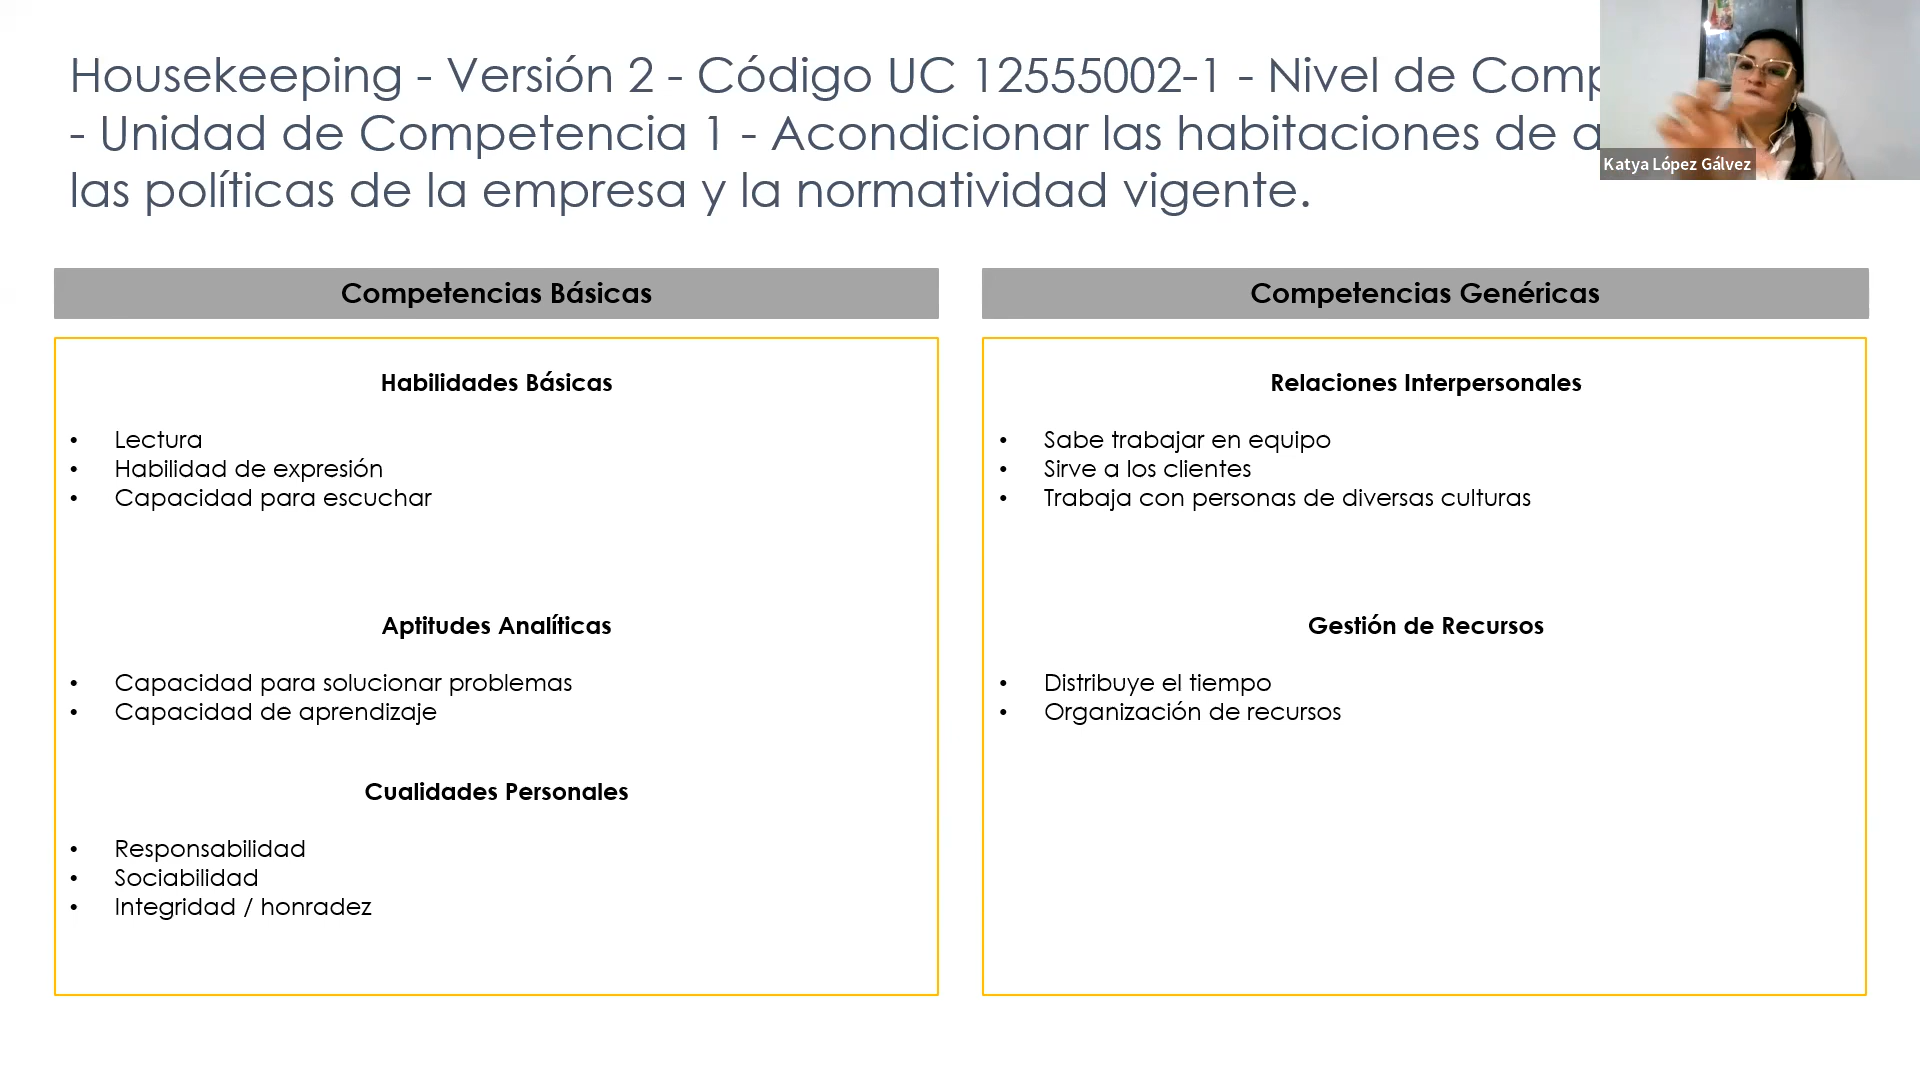 Housekeeping - Versión 2 - Código UC 12555002-1 - Nivel de
- Unidad de Competencia 1 - Acondicionar las habitaciones de
las políticas de la empresa y la normatividad vigente.
Katya López Gálvez
Competencias Básicas
Habilidades Básicas
• Lectura
• Habilidad de expresión
• Capacidad para escuchar
Aptitudes Analíticas
• Capacidad para solucionar problemas
• Capacidad de aprendizaje
Cualidades Personales
• Responsabilidad
• Sociabilidad
• Integridad / honradez
Competencias Genéricas
Relaciones Interpersonales
• Sabe trabajar en equipo
• Sirve a los clientes
• Trabaja con personas de diversas culturas
Gestión de Recursos
• Distribuye el tiempo
• Organización de recursos